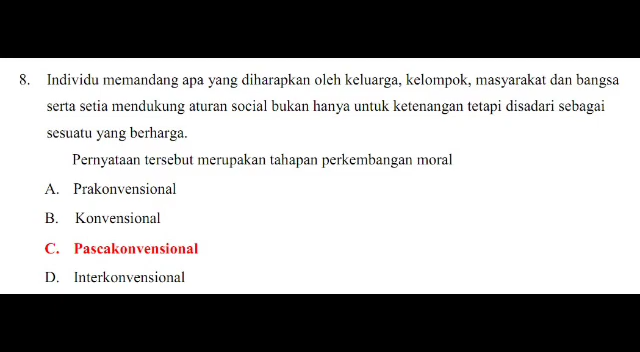 8. Individu memandang apa yang diharapkan oleh keluarga, kelompok, masyarakat dan bangsa
serta setia mendukung aturan social bukan hanya untuk ketenangan tetapi disadari sebagai
sesuatu yang berharga.
Pernyataan tersebut merupakan tahapan perkembangan moral
A. Prakonvensional
B. Konvensional
C. Pascakonvensional
D. Interkonvensional